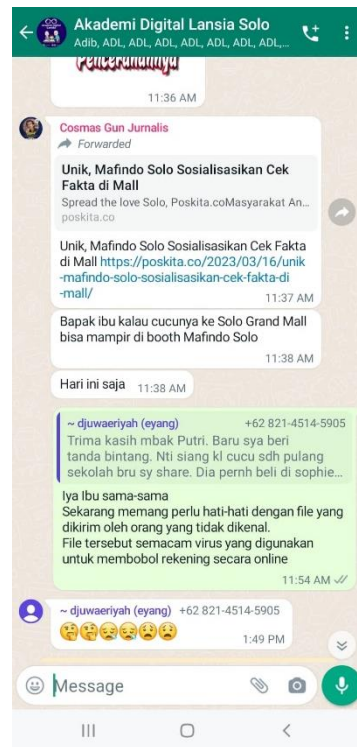 Akademi Digital Lansia Solo
Adib, ADL, ADL, ADL, ADL, ADL, ADL, ADL,...
Pencerahannya
11:36 AM
Cosmas Gun Jurnalis
Forwarded
Unik, Mafindo Solo Sosialisasikan Cek
Fakta di Mall
Spread the love Solo, Poskita.coMasyarakat An...
poskita.co
Unik, Mafindo Solo Sosialisasikan Cek Fakta
di Mall https://poskita.co/2023/03/16/unik
-mafindo-solo-sosialisasikan-cek-fakta-di
-mall/
11:37 AM
Bapak ibu kalau cucunya ke Solo Grand Mall
bisa mampir di booth Mafindo Solo
11:38 AM
Hari ini saja 11:38 AM
~ djuwaeriyah (eyang) +62 821-4514-5905
Trima kasih mbak Putri. Baru sya beri
tanda bintang. Nti siang kl cucu sdh pulang
sekolah bru sy share. Dia pernh beli di sophie...
Iya Ibu sama-sama
Sekarang memang perlu hati-hati dengan file yang
dikirim oleh orang yang tidak dikenal.
File tersebut semacam virus yang digunakan
untuk membobol rekening secara online
11:54 AM
~ djuwaeriyah (eyang) +62 821-4514-5905
🤔🤔😪😪😟😟
1:49 PM
Message